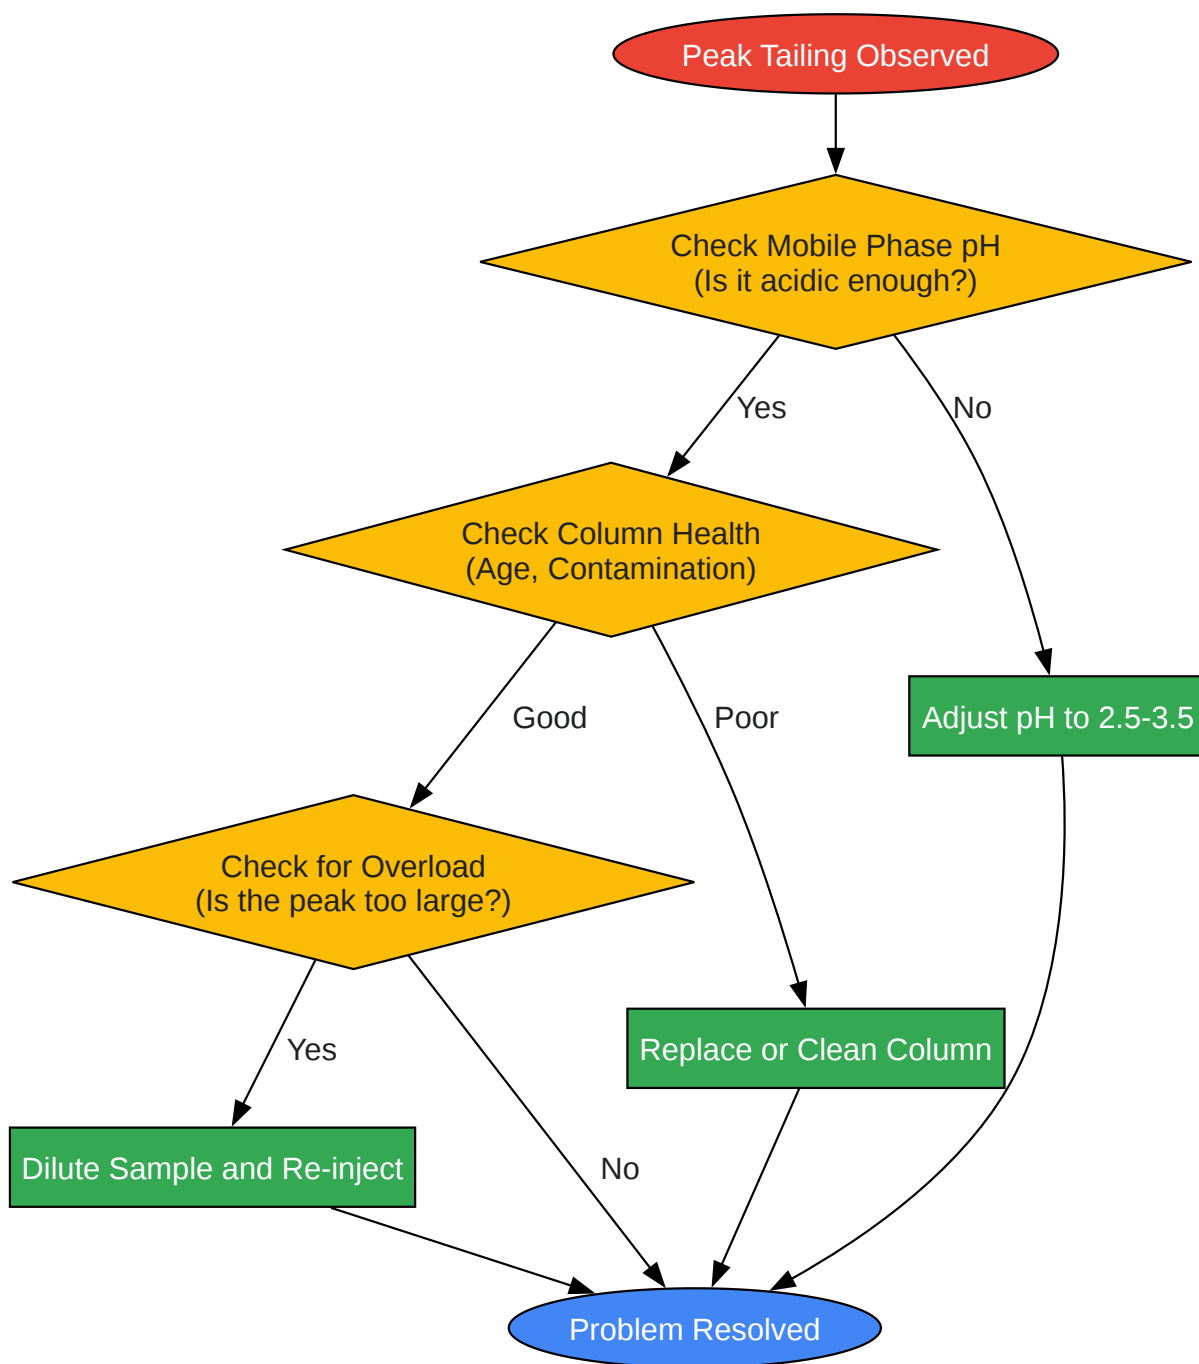 Peak Tailing Observed
Check Mobile Phase pH
(Is it acidic enough?)
Yes
No
Check Column Health
(Age, Contamination)
Good
Poor
Adjust pH to 2.5-3.5
Check for Overload
(Is the peak too large?)
Yes
No
Replace or Clean Column
Dilute Sample and Re-inject
Problem Resolved